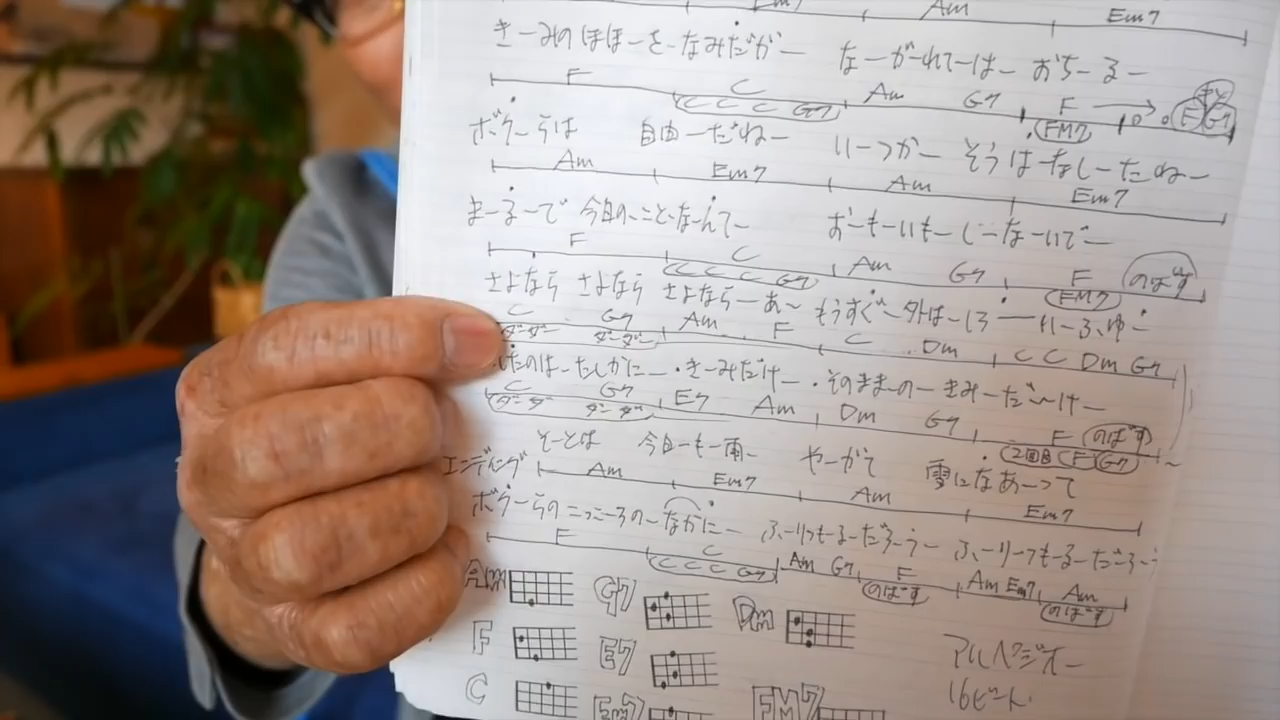 Em7 Am Em7
きーみの ほほーを・なみだがー なーがーれてーはー おちーるー
F C Am G7 F
C C C G7 FM7 F G7
ボクーらは 自由ーだねー いーつかー そう はーなしーたねー
Am Em7 Am Em7
まーるーで 今日の、こと、なーんてー おーもーいもーしーなーいでー
F C Am G7 F のばす
C C C G7 FM7
さよなら さよなら さよならーあ〜 もうすぐー外はーしろーいーふ、ゆー
C G7 Am F C Dm C C Dm G7
ダーダー ダーダー
したのはーたしかにー・きーみだけー・そのままのー きみーだ〜けー
C G7 E7 Am Dm G7 F のばす
ダーダー ダーダー 2回目 F G7
エンディング そーとは 今日ーもー雨ー やーがて 雪になあーって
Am Em7 Am Em7
ボクーらの こっころのーなかにー ふーりつもーるーだろーうー ふーりーつもーるーだーろー
F C Am G7 F Am Em7 Am
C C C G7 のばす のばす
Am G7 Dm
F E7 アルペジオー
C Em7 FM7 16ビート